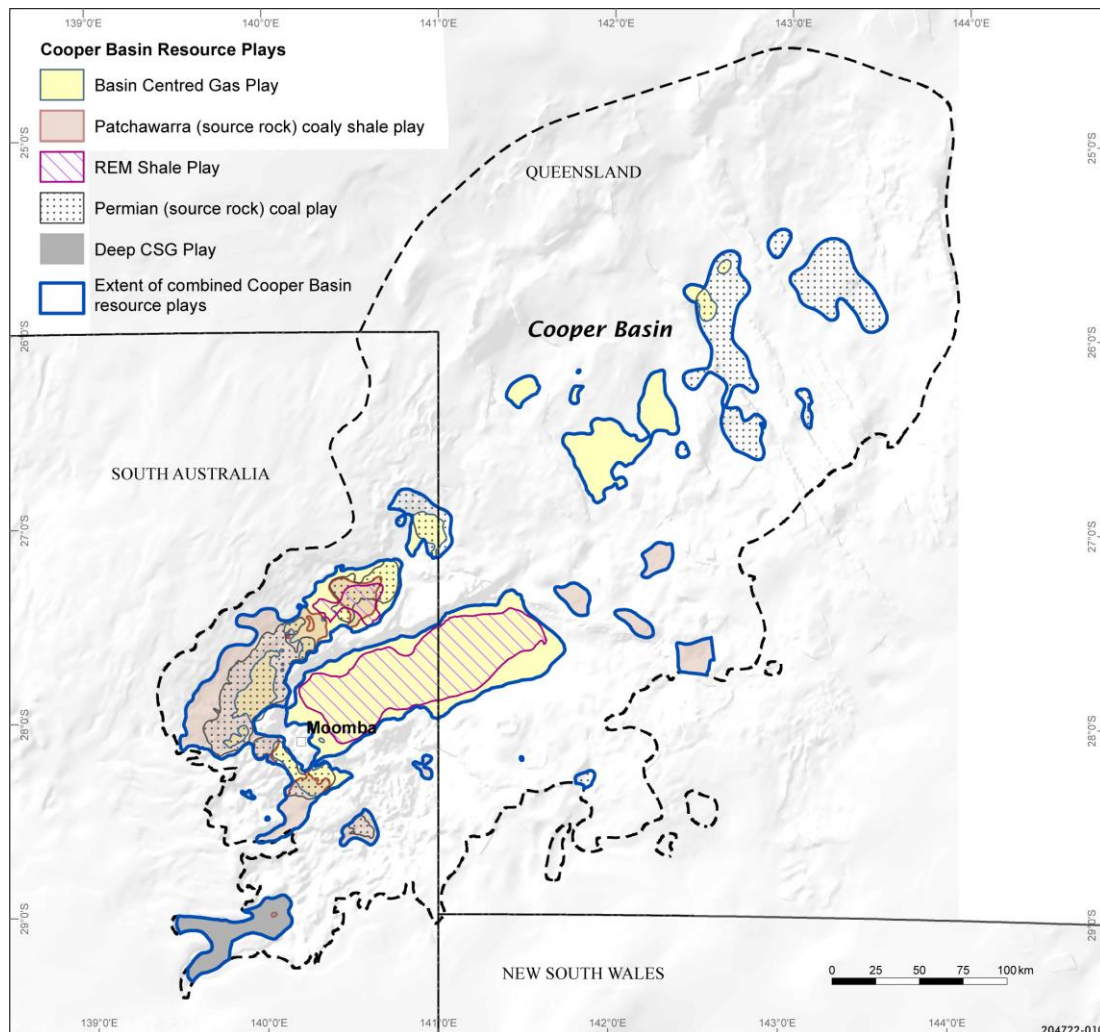 139°0'E 140°0'E 141°0'E 142°0'E 143°0'E 144°0'E
Cooper Basin Resource Plays
Basin Centred Gas Play
Patchawarra (source rock) coaly shale play
REM Shale Play
Permian (source rock) coal play
Deep CSG Play
Extent of combined Cooper Basin
resource plays
25°0'S
25°0'S
QUEENSLAND
Cooper Basin
26°0'S
26°0'S
SOUTH AUSTRALIA
27°0'S
27°0'S
Moomba
28°0'S
28°0'S
29°0'S
29°0'S
NEW SOUTH WALES
0 25 50 75 100 km
139°0'E 140°0'E 141°0'E 142°0'E 143°0'E 144°0'E